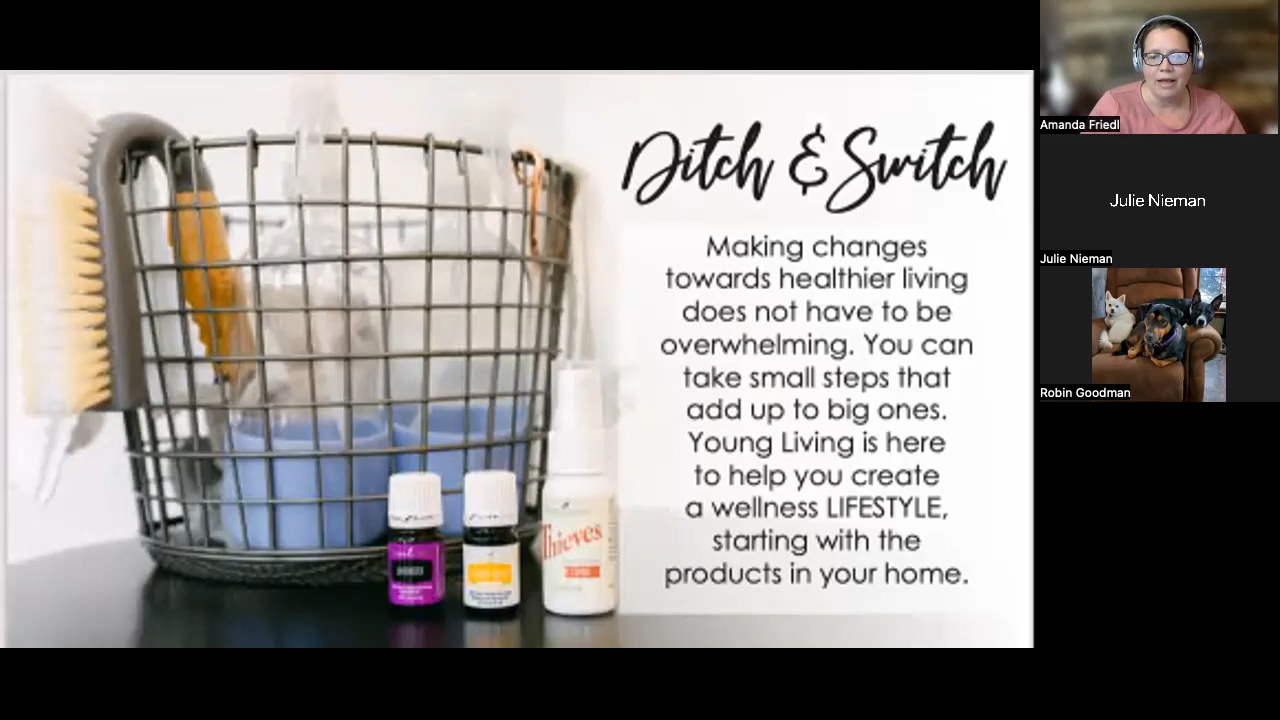 Ditch & Switch
Making changes
towards healthier living
does not have to be
overwhelming. You can
take small steps that
add up to big ones.
Young Living is here
to help you create
a wellness LIFESTYLE,
starting with the
products in your home.
Thieves
Amanda Friedl
Julie Nieman
Julie Nieman
Robin Goodman